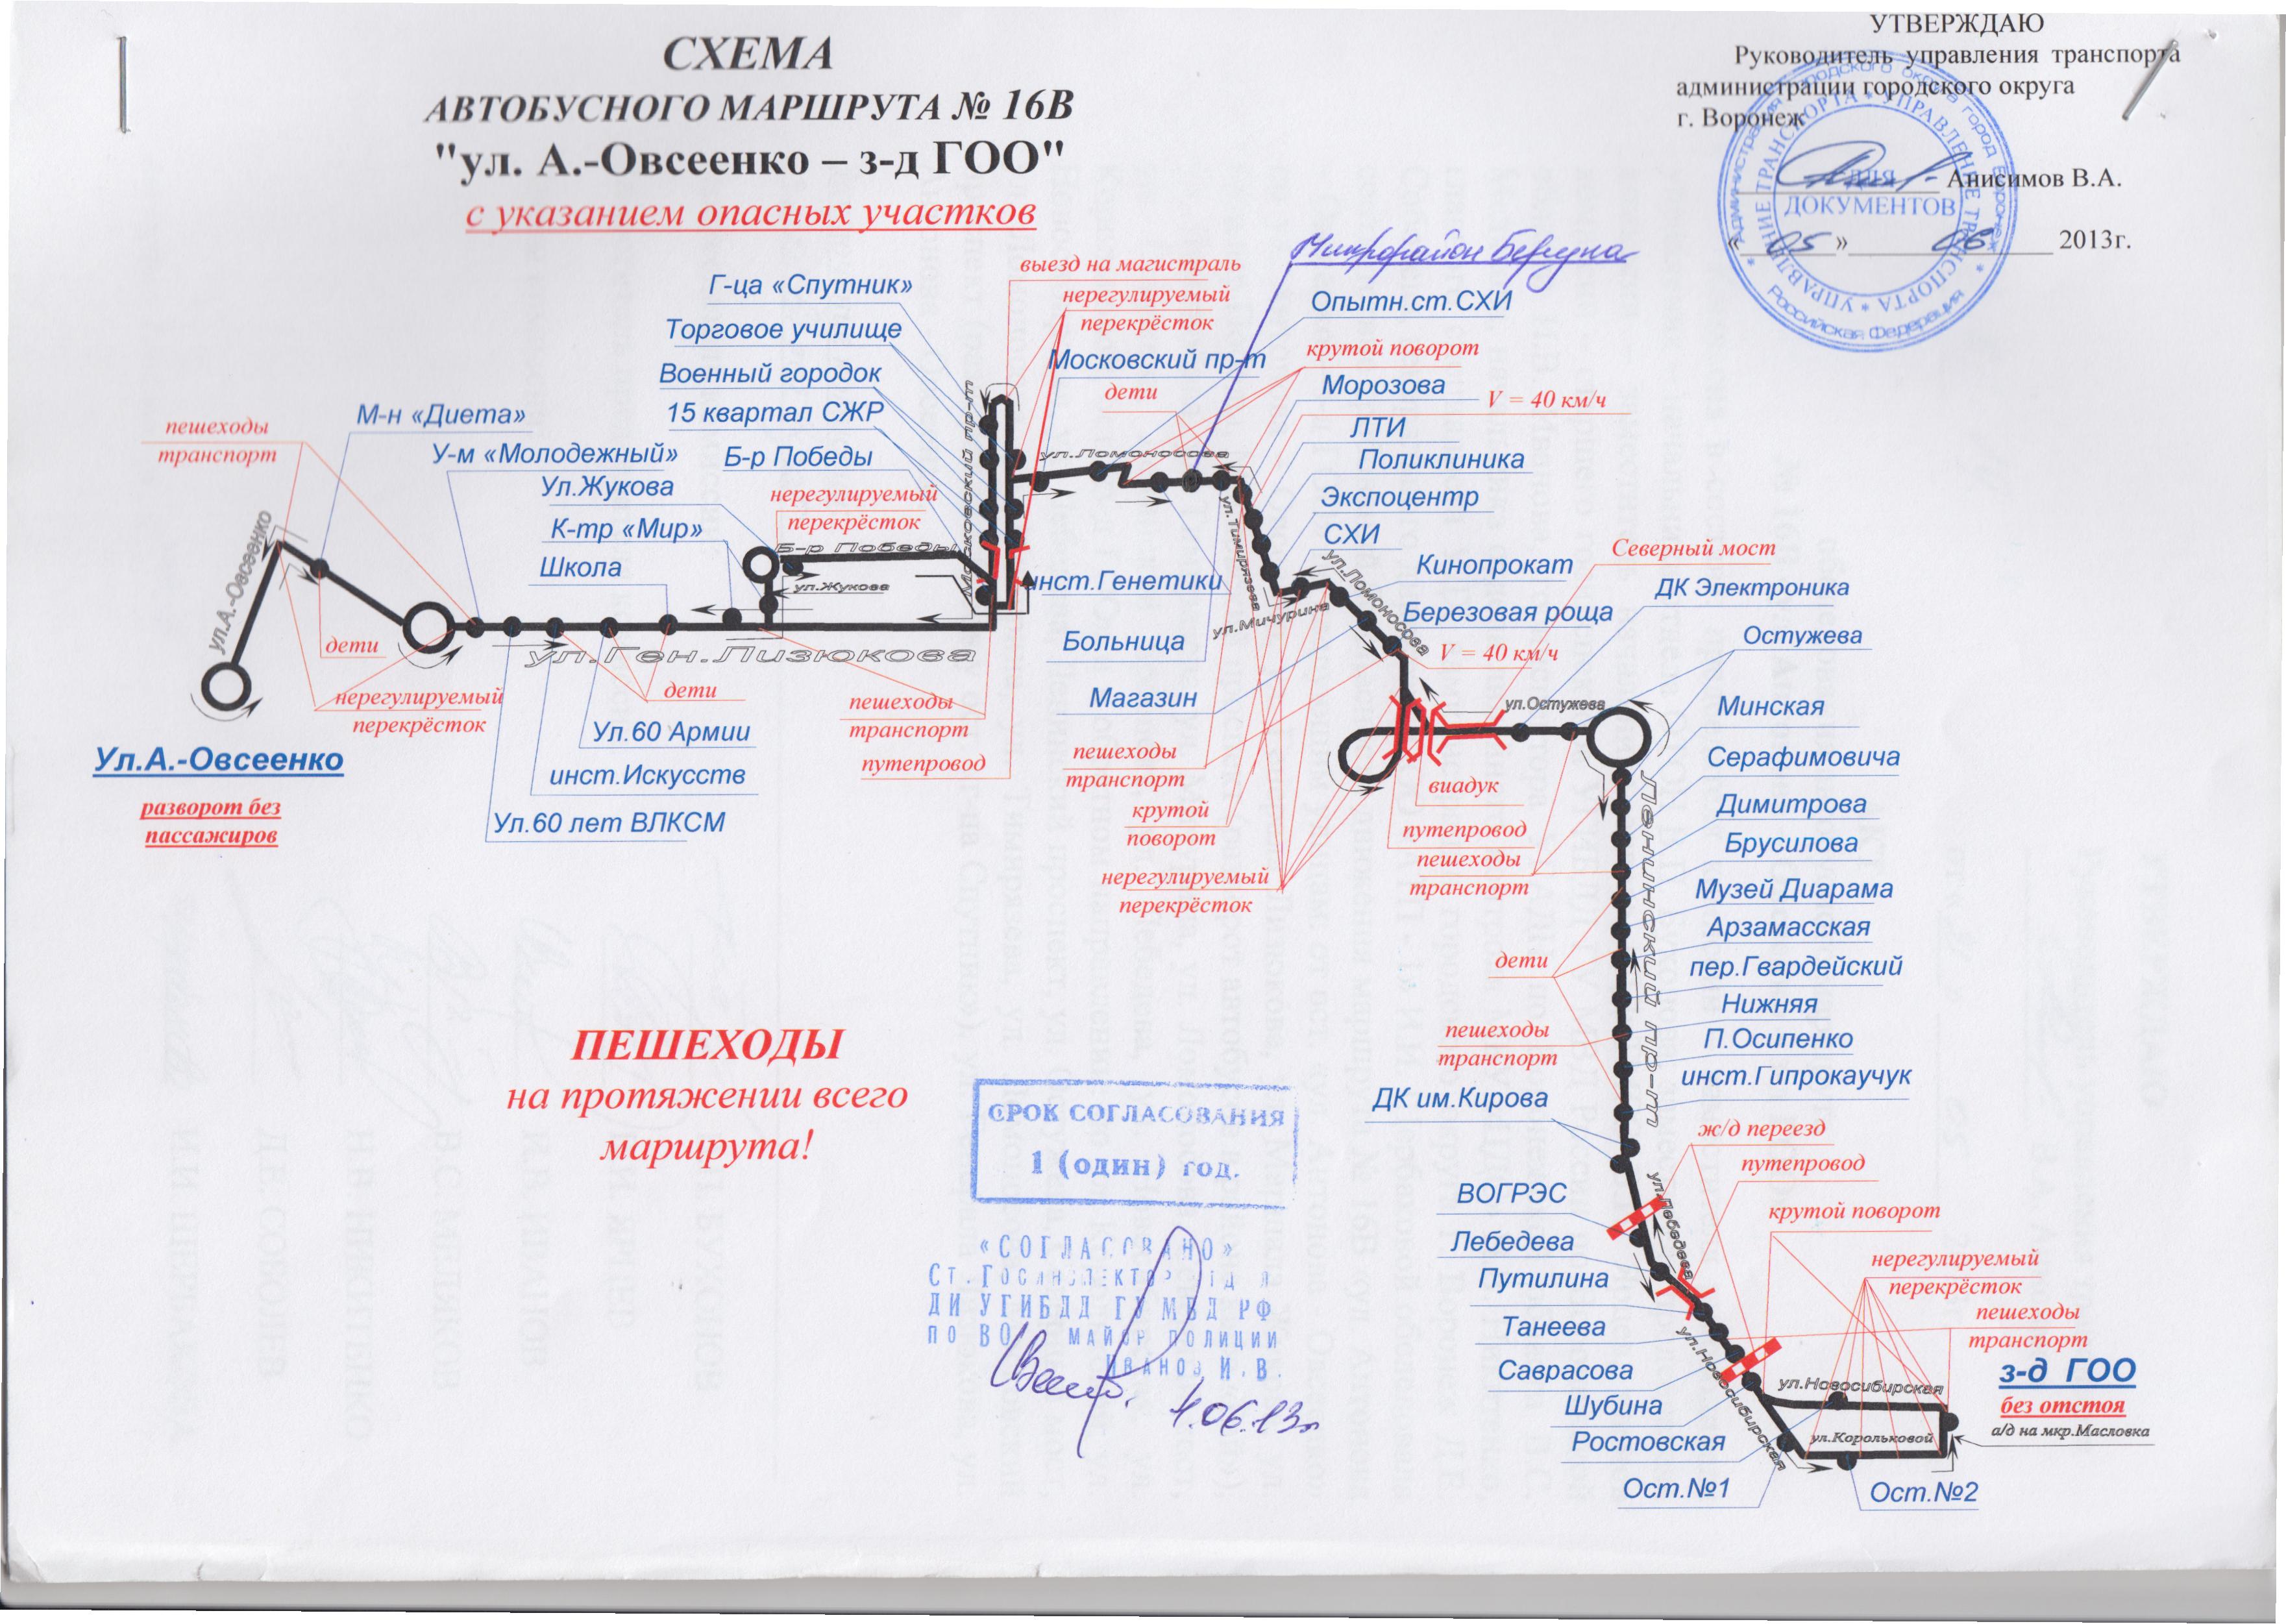 СХЕМА
АВТОБУСНОГО МАРШРУТА № 16В
"ул. А.-Овсеенко – з-д ГОО"
с указанием опасных участков
УТВЕРЖДАЮ
Руководитель управления транспорта
администрации городского округа
г. Воронеж
Анисимов В.А.
« 05 » 06 2013г.
ДЛЯ
ДОКУМЕНТОВ
УПРАВЛЕНИЕ ТРАНСПОРТА * УПРАВЛЕНИЕ ТРАНСПОРТА *
Российская Федерация
Микрорайон
выезд на магистраль
нерегулируемый
перекрёсток
Г-ца «Спутник»
Торговое училище
Военный городок
15 квартал СЖР
Б-р Победы
Московский пр-т
дети
Опытн.ст.СХИ
крутой поворот
Морозова
V = 40 км/ч
ЛТИ
Поликлиника
Экспоцентр
СХИ
Кинопрокат
Березовая роща
V = 40 км/ч
Северный мост
ДК Электроника
Остужева
Минская
Серафимовича
Димитрова
Брусилова
Музей Диарама
Арзамасская
пер.Гвардейский
Нижняя
П.Осипенко
инст.Гипрокаучук
пешеходы
транспорт
М-н «Диета»
У-м «Молодежный»
Ул.Жукова
К-тр «Мир»
Школа
нерегулируемый
перекрёсток
Б-р Победы
ул.Жукова
Московский пр-т
Московский пр-т
ул.Ломоносова
ул.Тимирязева
ул.Мичурина
ул.Ломоносова
ул.Остужева
Ленинский пр-т
ул.А.-Овсеенко
ул.Ген.Лизюкова
дети
нерегулируемый
перекрёсток
дети
Ул.60 Армии
инст.Искусств
Ул.60 лет ВЛКСМ
пешеходы
транспорт
путепровод
инст.Генетики
Больница
Магазин
пешеходы
транспорт
крутой
поворот
нерегулируемый
перекрёсток
виадук
путепровод
пешеходы
транспорт
дети
пешеходы
транспорт
Ул.А.-Овсеенко
разворот без
пассажиров
ПЕШЕХОДЫ
на протяжении всего
маршрута!
СРОК СОГЛАСОВАНИЯ
1 (один) год.
«СОГЛАСОВАНО»
Ст.Госинспектор
ДИ УГИБДД ГУ МВД РФ
по ВО майор полиции
Иванов И.В.
4.06.13г
ДК им.Кирова
ж/д переезд
путепровод
ул.Лебедева
ВОГРЭС
Лебедева
Путилина
Танеева
Саврасова
Шубина
Ростовская
Ост.№1
Ост.№2
крутой поворот
нерегулируемый
перекрёсток
пешеходы
транспорт
ул.Новосибирская
ул.Новосибирская
ул.Корольковой
з-д ГОО
без отстоя
а/д на мкр.Масловка